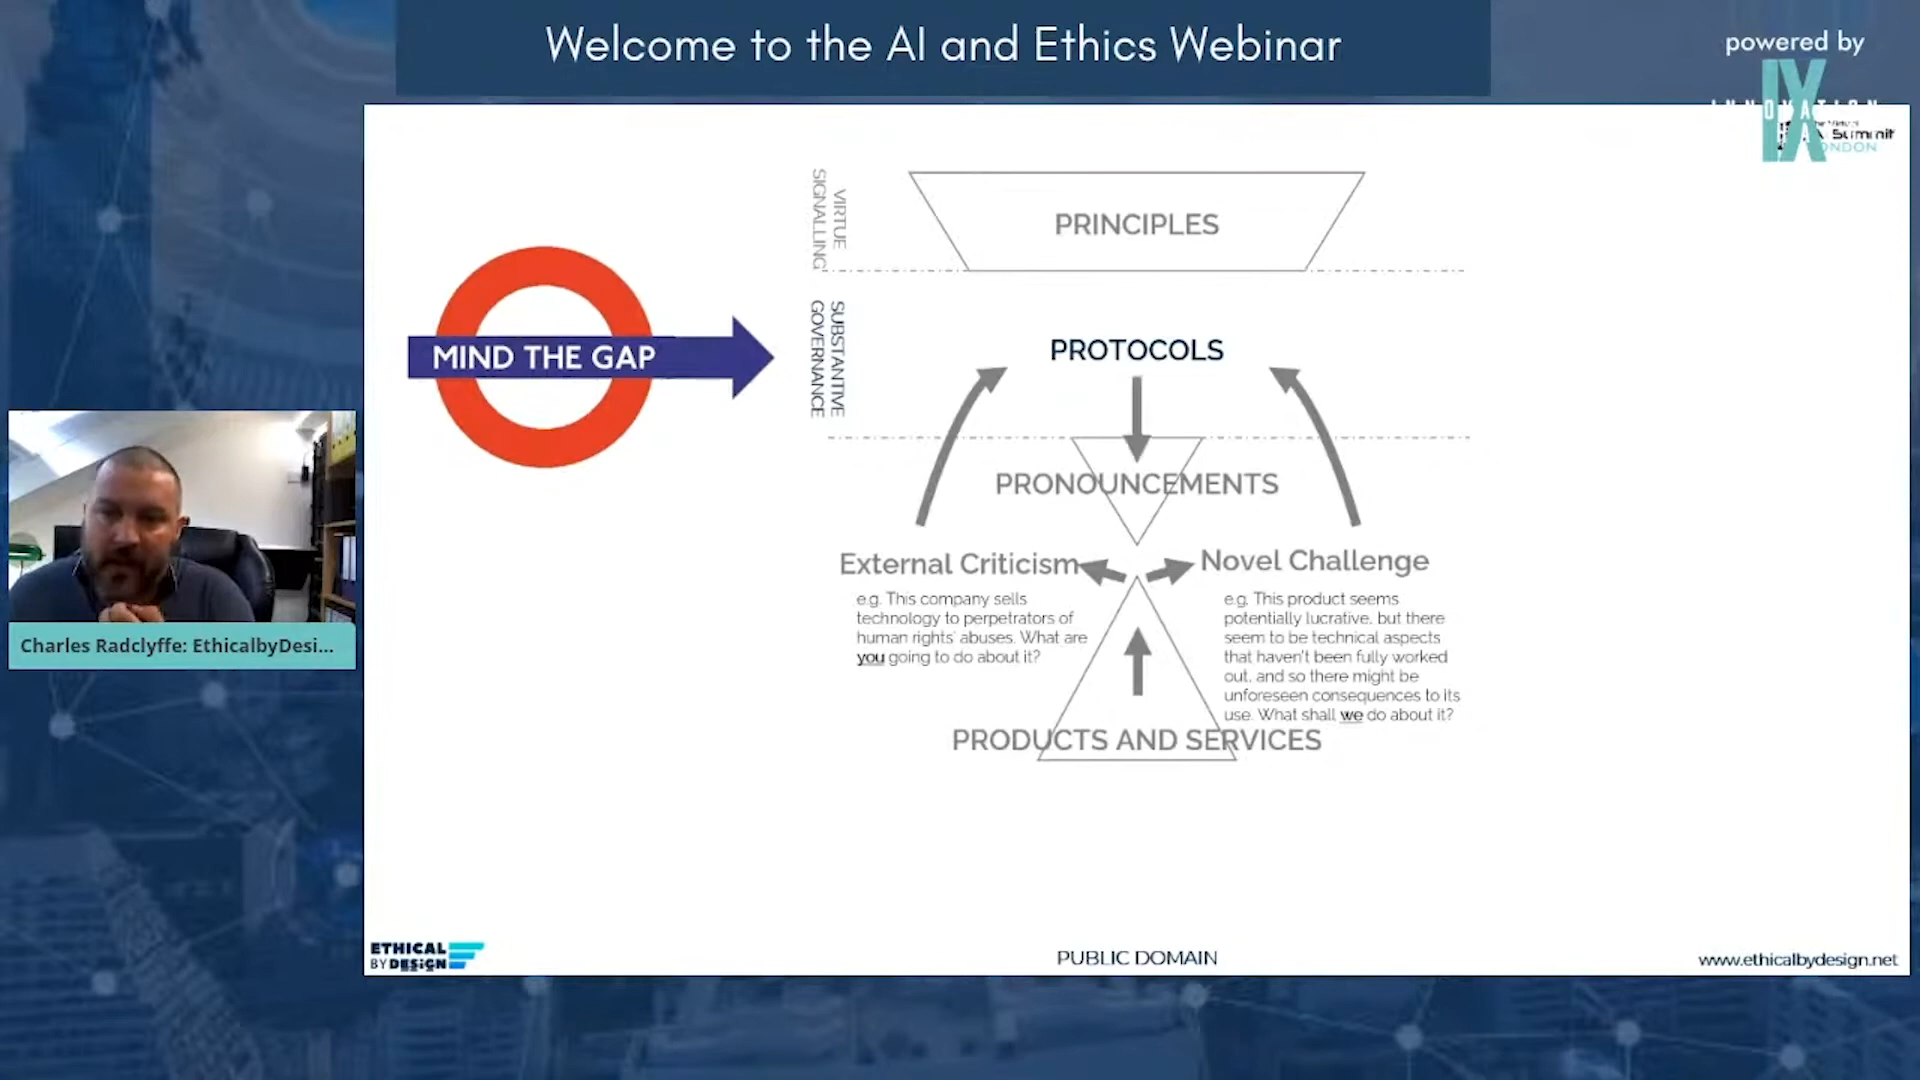 Welcome to the AI and Ethics Webinar
powered by
IX
INNOVATION
Summit
LONDON
VIRTUE
SIGNALLING
PRINCIPLES
MIND THE GAP
SUBSTANTIVE
GOVERNANCE
PROTOCOLS
PRONOUNCEMENTS
External Criticism
e.g. This company sells
technology to perpetrators of
human rights' abuses. What are
you going to do about it?
Novel Challenge
e.g. This product seems
potentially lucrative, but there
seem to be technical aspects
that haven't been fully worked
out, and so there might be
unforeseen consequences to its
use. What shall we do about it?
PRODUCTS AND SERVICES
Charles Radclyffe: EthicalbyDesi...
ETHICAL
BY DESIGN
PUBLIC DOMAIN
www.ethicalbydesign.net